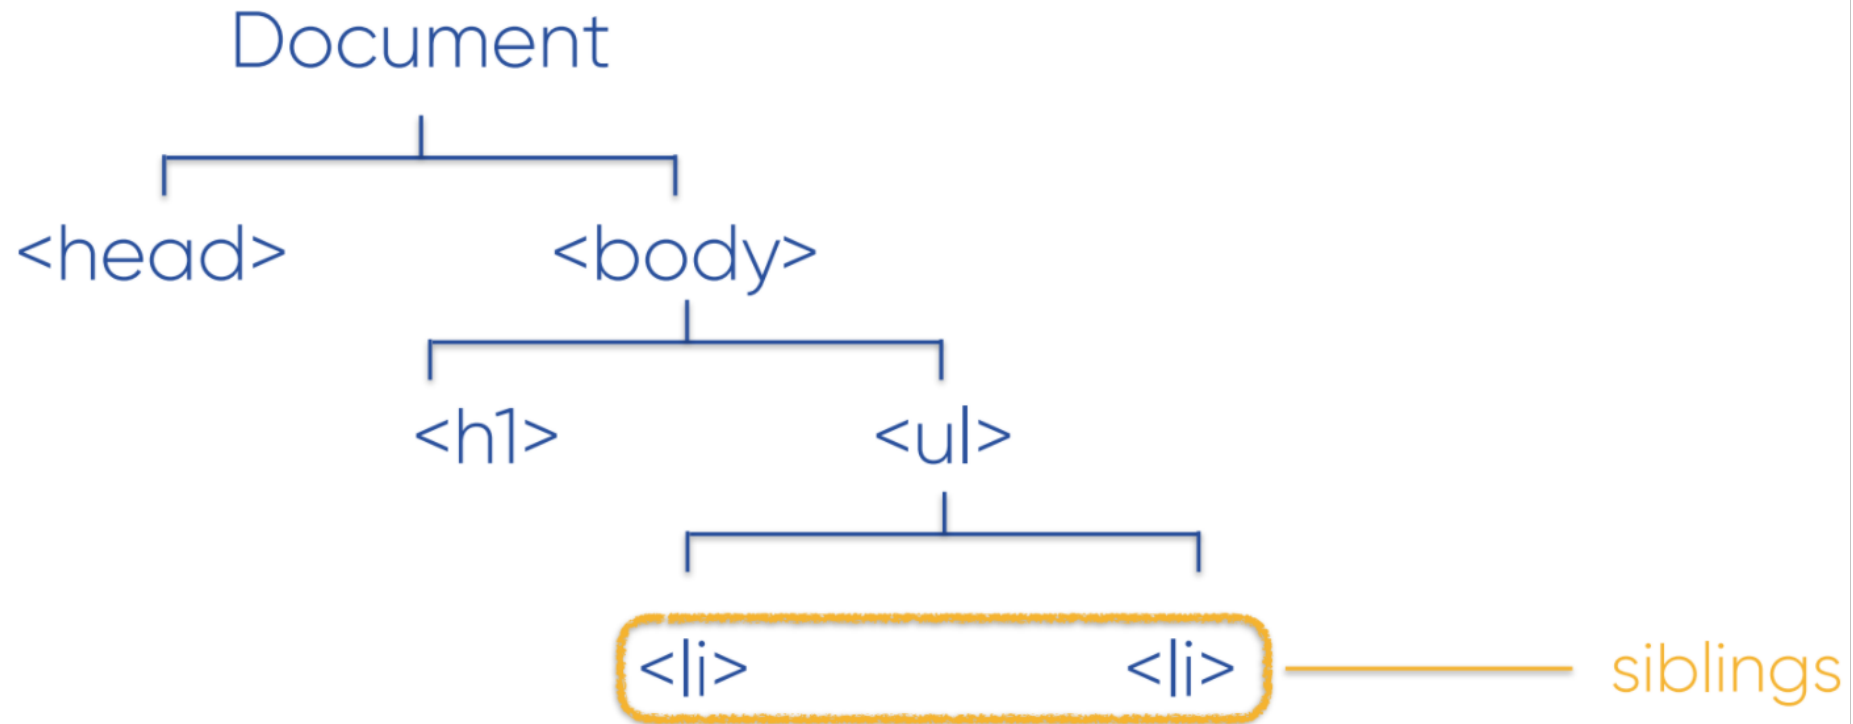 Document
<head> <body>
<h1> <ul>
<li> <li> siblings